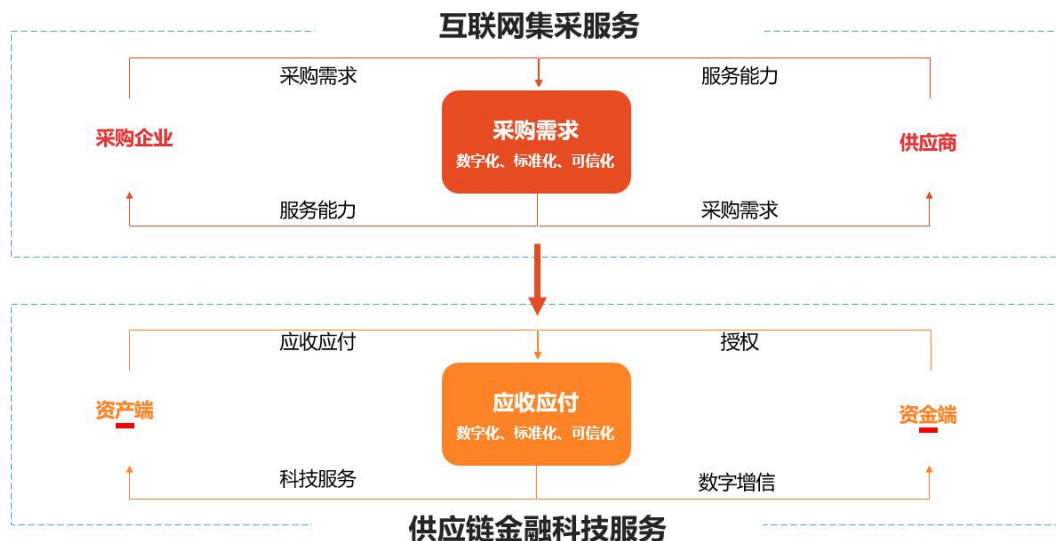 互联网集采服务
采购需求
服务能力
采购企业
采购需求
数字化、标准化、可信化
供应商
服务能力
采购需求
应收应付
授权
资产端
应收应付
数字化、标准化、可信化
资金端
科技服务
数字增信
供应链金融科技服务